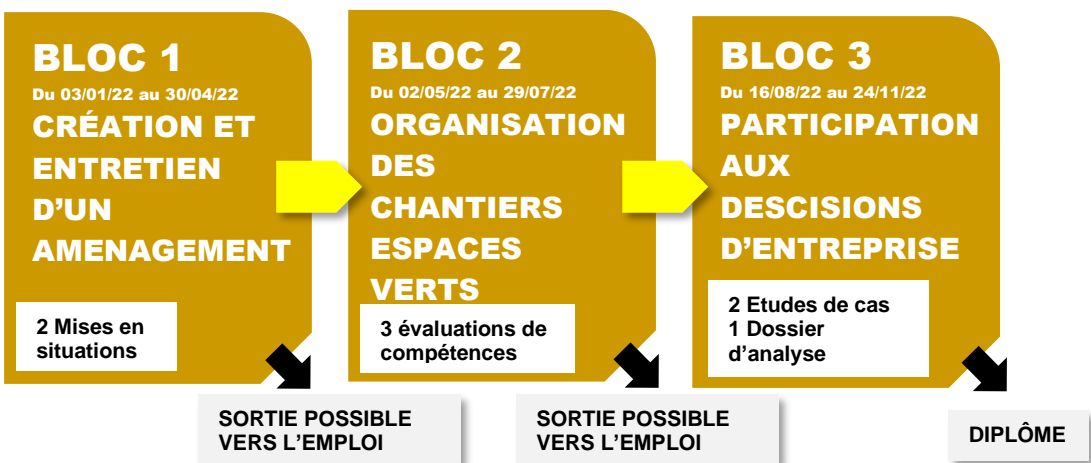 BLOC 1
Du 03/01/22 au 30/04/22
CRÉATION ET
ENTRETIEN
D’UN
AMENAGEMENT
2 Mises en
situations
SORTIE POSSIBLE
VERS L’EMPLOI
BLOC 2
Du 02/05/22 au 29/07/22
ORGANISATION
DES
CHANTIERS
ESPACES
VERTS
3 évaluations de
compétences
SORTIE POSSIBLE
VERS L’EMPLOI
BLOC 3
Du 16/08/22 au 24/11/22
PARTICIPATION
AUX
DESCISIONS
D’ENTREPRISE
2 Etudes de cas
1 Dossier
d’analyse
DIPLÔME